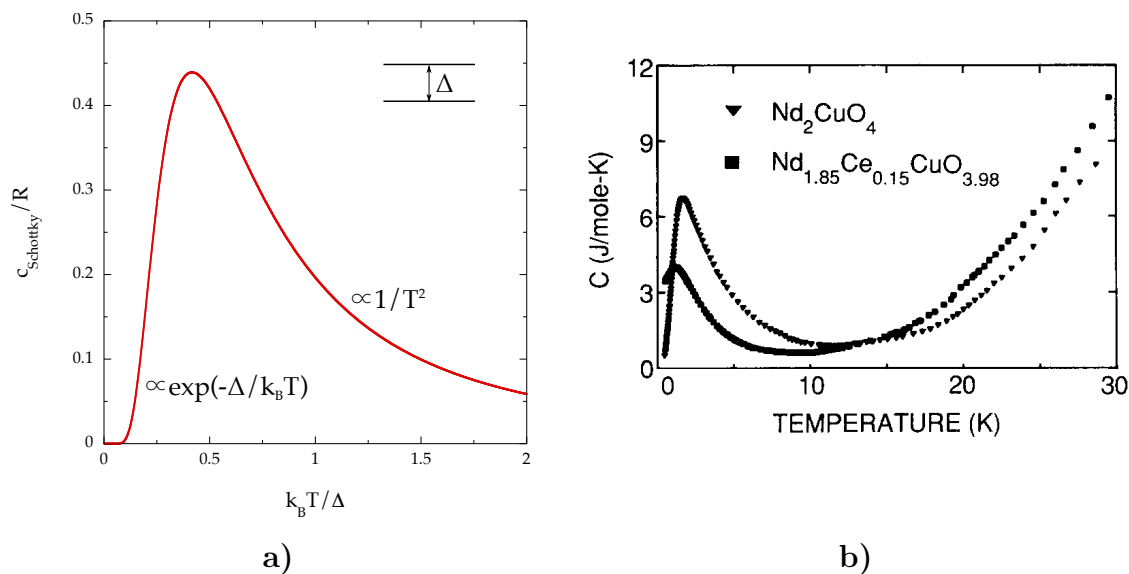 0.5
0.4
0.3
0.2
0.1
0
c_Schottky/R
Δ
∝1/T²
∝exp(-Δ/k_BT)
0 0.5 1 1.5 2
k_BT/Δ
a)
12
9
6
3
0
C (J/mole-K)
Nd₂CuO₄
Nd₁.₈₅Ce₀.₁₅CuO₃.₉₈
0 10 20 30
TEMPERATURE (K)
b)